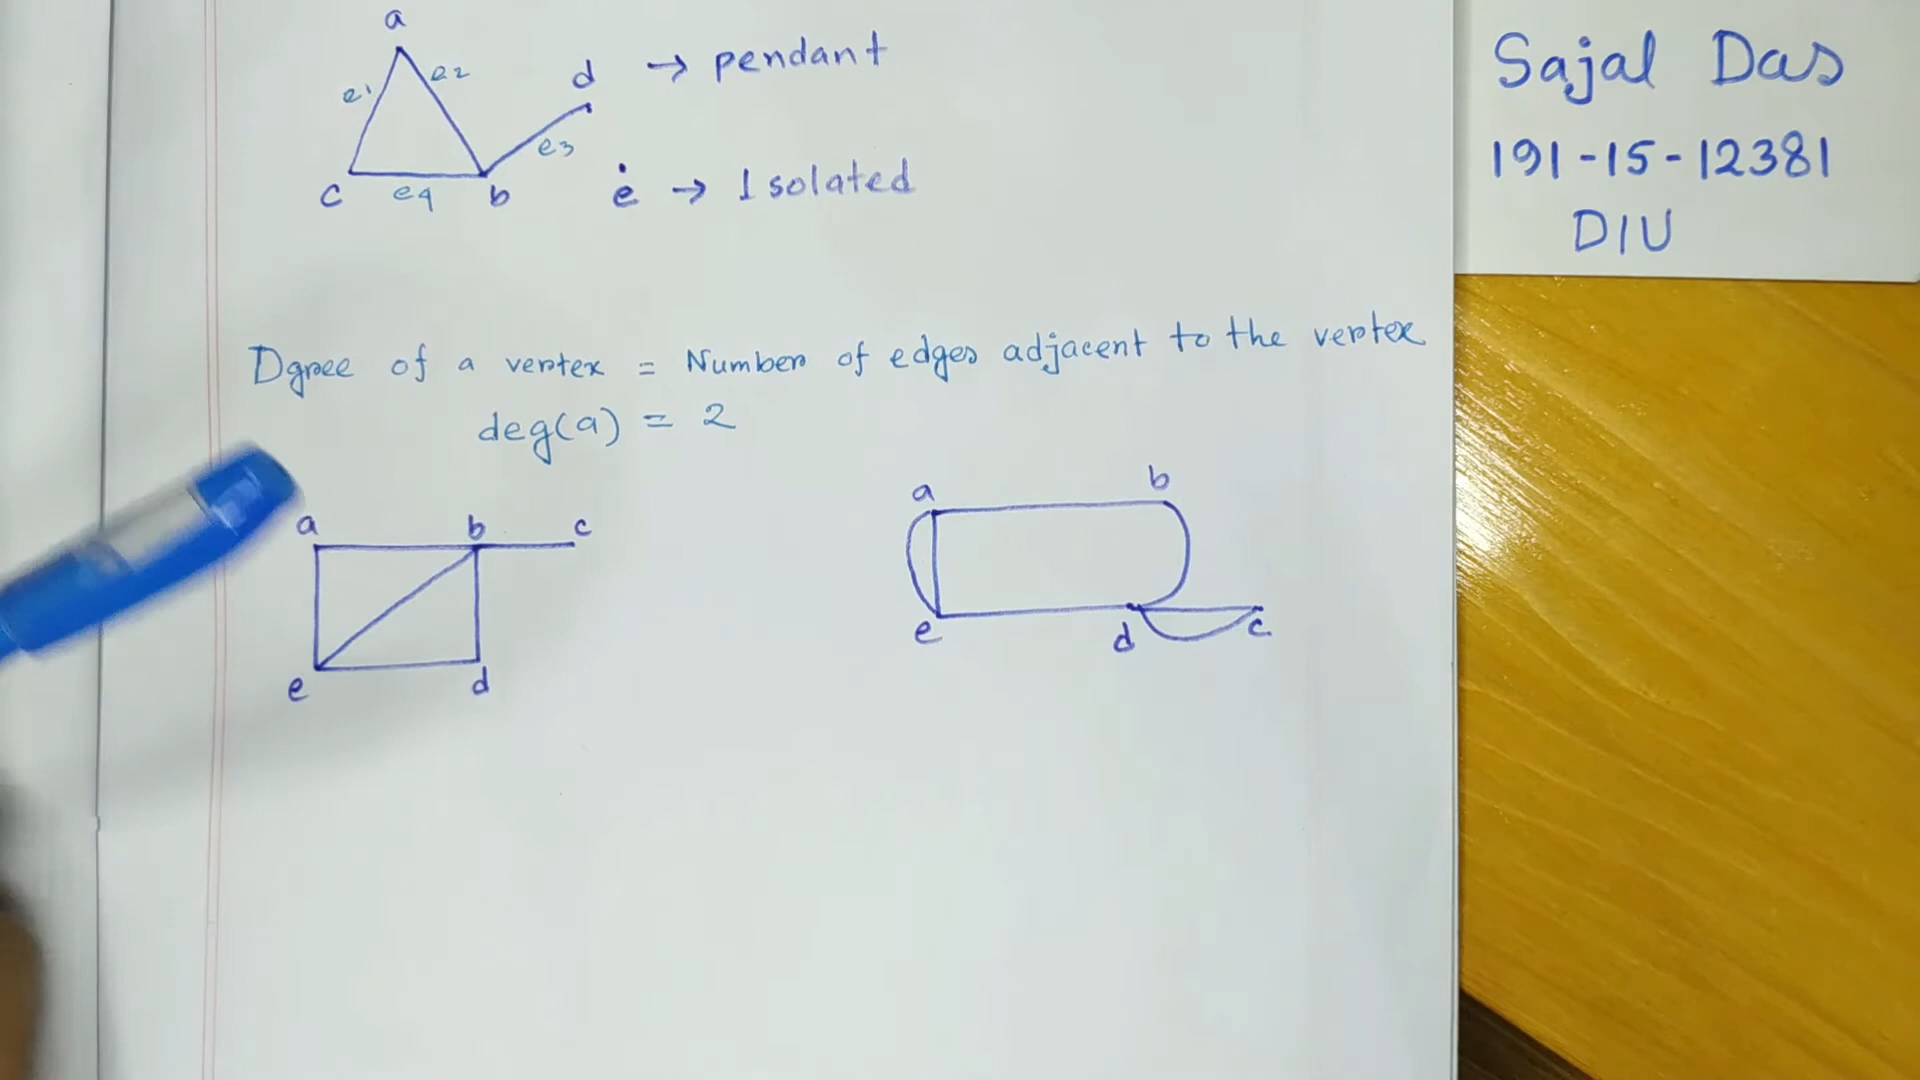 a
e1
e2
d → pendant
e3
c
e4
b
e → Isolated
Dgree of a vertex = Number of edges adjacent to the vertex
deg(a) = 2
a b c
e d
a b
e d c
Sajal Das
191-15-12381
DIU